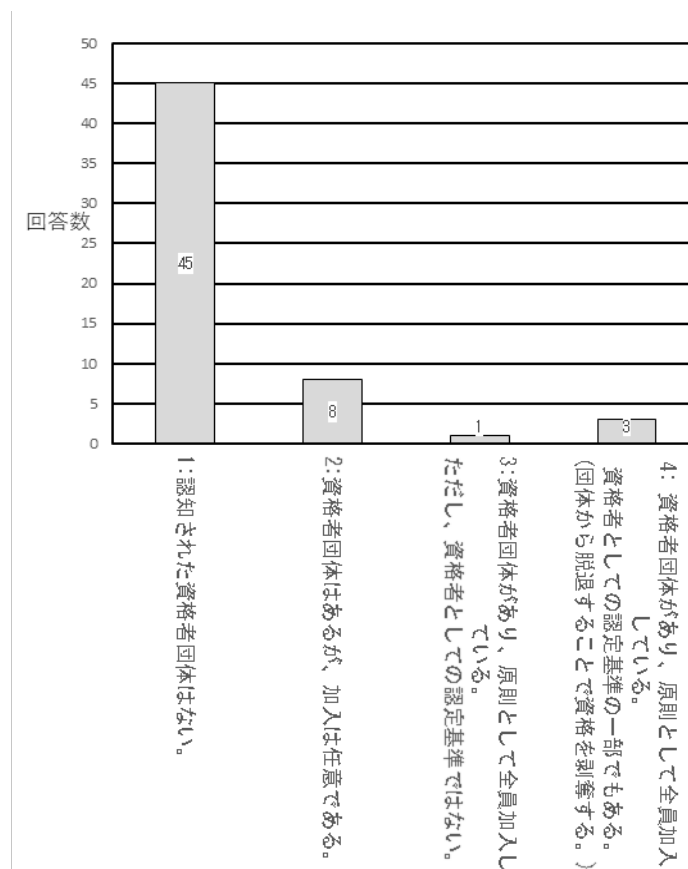 50
45
40
35
30
25
20
15
10
5
0
回答数
45
8
1
3
1:認知された資格者団体はない。
2:資格者団体はあるが、加入は任意である。
3:資格者団体があり、原則として全員加入し
ている。
ただし、資格者としての認定基準ではない。
4: 資格者団体があり、原則として全員加入
している。
資格者としての認定基準の一部でもある。
(団体から脱退することで資格を剥奪する。)